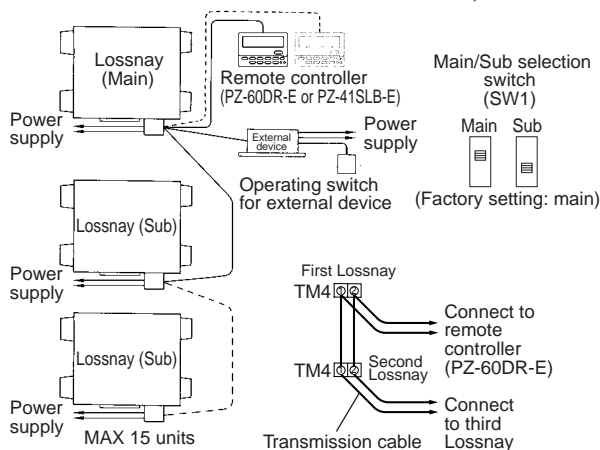 Lossnay
(Main)
Remote controller
(PZ-60DR-E or PZ-41SLB-E)
Power
supply
External
device
Power
supply
Operating switch
for external device
Main/Sub selection
switch
(SW1)
Main Sub
(Factory setting: main)
Lossnay (Sub)
Power
supply
Lossnay (Sub)
Power
supply
MAX 15 units
First Lossnay
TM4
Connect to
remote
controller
(PZ-60DR-E)
TM4
Second
Lossnay
Connect
to third
Lossnay
Transmission cable